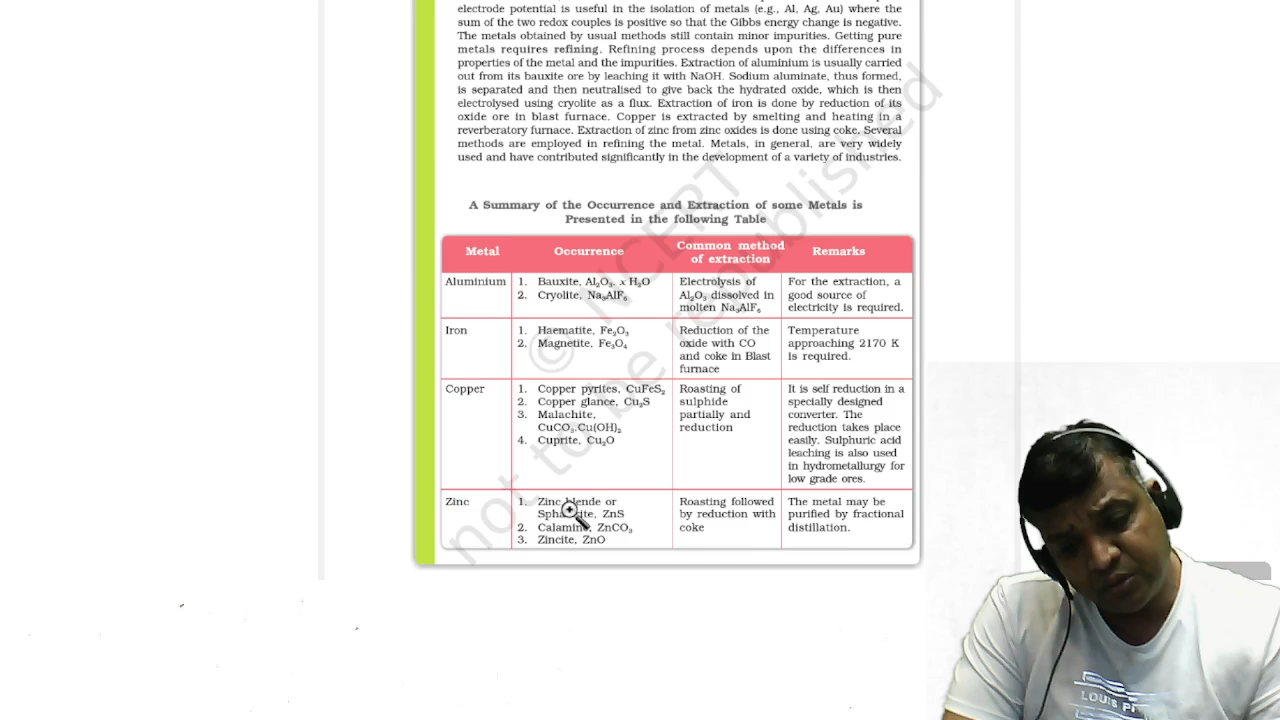 electrode potential is useful in the isolation of metals (e.g., Al, Ag, Au) where the
sum of the two redox couples is positive so that the Gibbs energy change is negative.
The metals obtained by usual methods still contain minor impurities. Getting pure
metals requires refining. Refining process depends upon the differences in
properties of the metal and the impurities. Extraction of aluminium is usually carried
out from its bauxite ore by leaching it with NaOH. Sodium aluminate, thus formed,
is separated and then neutralised to give back the hydrated oxide, which is then
electrolysed using cryolite as a flux. Extraction of iron is done by reduction of its
oxide ore in blast furnace. Copper is extracted by smelting and heating in a
reverberatory furnace. Extraction of zinc from zinc oxides is done using coke. Several
methods are employed in refining the metal. Metals, in general, are very widely
used and have contributed significantly in the development of a variety of industries.
A Summary of the Occurrence and Extraction of some Metals is
Presented in the following Table
Metal
Occurrence
Common method
of extraction
Remarks
Aluminium
1. Bauxite, Al₂O₃. x H₂O
2. Cryolite, Na₃AlF₆
Electrolysis of
Al₂O₃ dissolved in
molten Na₃AlF₆
For the extraction, a
good source of
electricity is required.
Iron
1. Haematite, Fe₂O₃
2. Magnetite, Fe₃O₄
Reduction of the
oxide with CO
and coke in Blast
furnace
Temperature
approaching 2170 K
is required.
Copper
1. Copper pyrites, CuFeS₂
2. Copper glance, Cu₂S
3. Malachite,
CuCO₃.Cu(OH)₂
4. Cuprite, Cu₂O
Roasting of
sulphide
partially and
reduction
It is self reduction in a
specially designed
converter. The
reduction takes place
easily. Sulphuric acid
leaching is also used
in hydrometallurgy for
low grade ores.
Zinc
1. Zinc blende or
Sphalerite, ZnS
2. Calamine, ZnCO₃
3. Zincite, ZnO
Roasting followed
by reduction with
coke
The metal may be
purified by fractional
distillation.
© NCERT
not to be republished